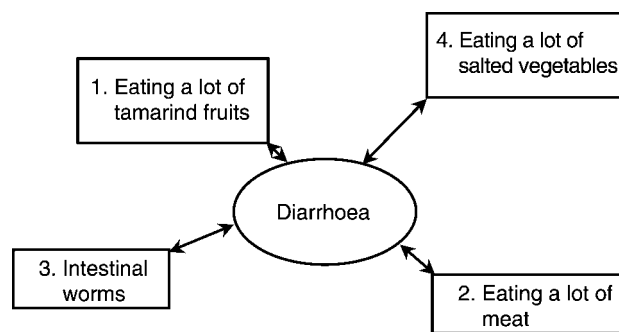 4. Eating a lot of
salted vegetables
1. Eating a lot of
tamarind fruits
Diarrhoea
3. Intestinal
worms
2. Eating a lot of
meat